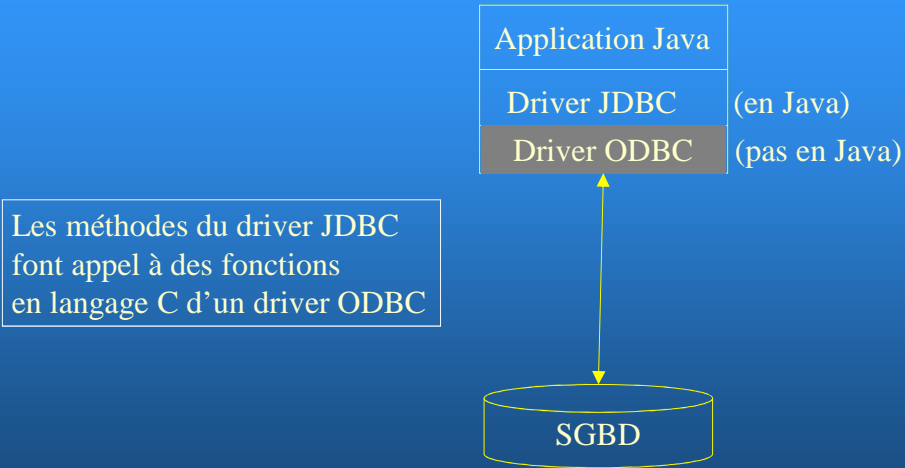 Application Java
Driver JDBC (en Java)
Driver ODBC (pas en Java)
Les méthodes du driver JDBC
font appel à des fonctions
en langage C d’un driver ODBC
SGBD